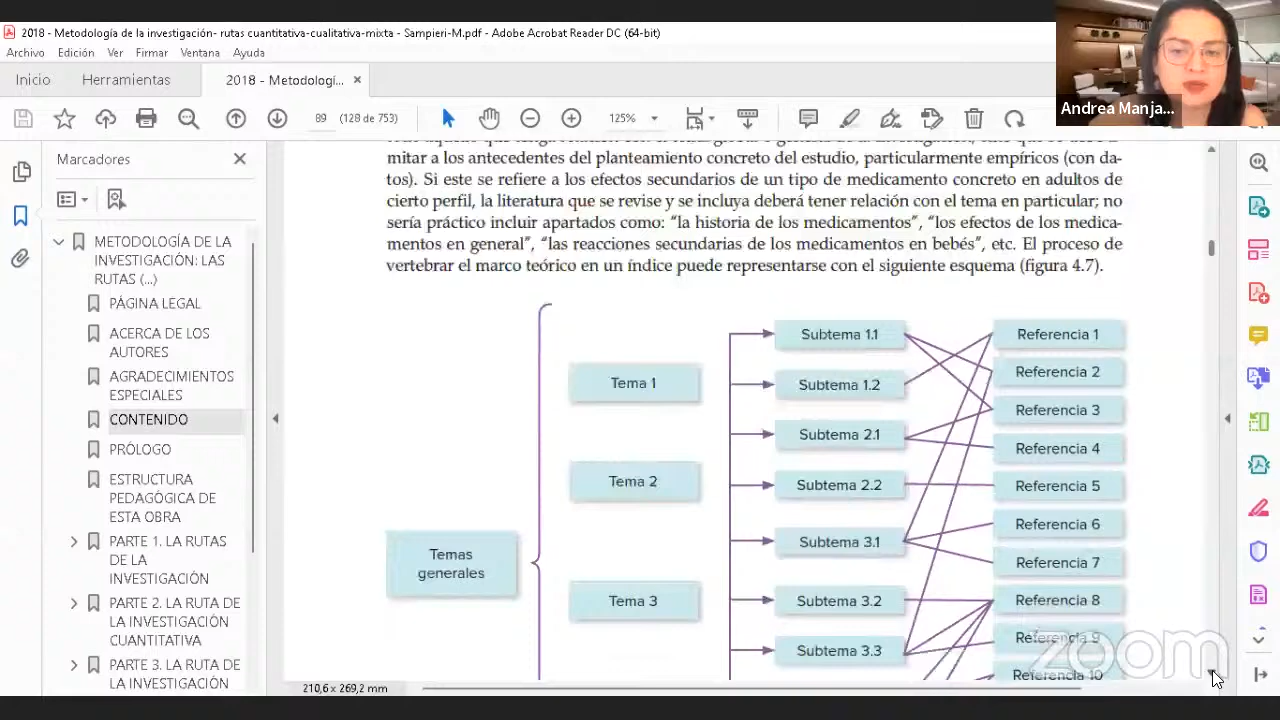 2018 - Metodología de la investigación- rutas cuantitativa-cualitativa-mixta - Sampieri-M.pdf - Adobe Acrobat Reader DC (64-bit)
Archivo Edición Ver Firmar Ventana Ayuda
Inicio Herramientas 2018 - Metodologí... ×
89 (128 de 753) 125%
Andrea Manja...
Marcadores
METODOLOGÍA DE LA
INVESTIGACIÓN: LAS
RUTAS (...)
PÁGINA LEGAL
ACERCA DE LOS
AUTORES
AGRADECIMIENTOS
ESPECIALES
CONTENIDO
PRÓLOGO
ESTRUCTURA
PEDAGÓGICA DE
ESTA OBRA
PARTE 1. LA RUTAS
DE LA
INVESTIGACIÓN
PARTE 2. LA RUTA DE
LA INVESTIGACIÓN
CUANTITATIVA
PARTE 3. LA RUTA DE
LA INVESTIGACIÓN
mitar a los antecedentes del planteamiento concreto del estudio, particularmente empíricos (con da-
tos). Si este se refiere a los efectos secundarios de un tipo de medicamento concreto en adultos de
cierto perfil, la literatura que se revise y se incluya deberá tener relación con el tema en particular; no
sería práctico incluir apartados como: “la historia de los medicamentos”, “los efectos de los medica-
mentos en general”, “las reacciones secundarias de los medicamentos en bebés”, etc. El proceso de
vertebrar el marco teórico en un índice puede representarse con el siguiente esquema (figura 4.7).
Temas
generales
Tema 1
Tema 2
Tema 3
Subtema 1.1
Subtema 1.2
Subtema 2.1
Subtema 2.2
Subtema 3.1
Subtema 3.2
Subtema 3.3
Referencia 1
Referencia 2
Referencia 3
Referencia 4
Referencia 5
Referencia 6
Referencia 7
Referencia 8
Referencia 9
Referencia 10
zoom
210,6 x 269,2 mm